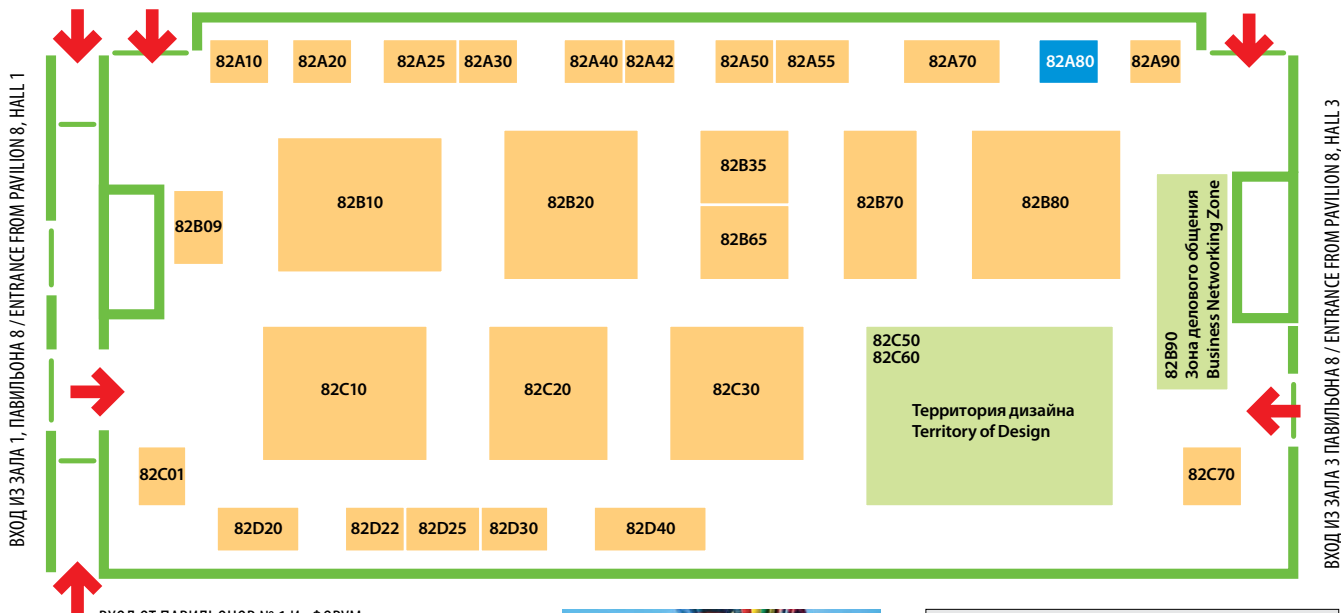 82A10
82A20
82A25
82A30
82A40
82A42
82A50
82A55
82A70
82A80
82A90
82B09
82B10
82B20
82B35
82B65
82B70
82B80
82B90
Зона делового общения
Business Networking Zone
82C01
82C10
82C20
82C30
82C50
82C60
Территория дизайна
Territory of Design
82C70
82D20
82D22
82D25
82D30
82D40
ВХОД ИЗ ЗАЛА 1, ПАВИЛЬОНА 8 / ENTRANCE FROM PAVILION 8, HALL 1
ВХОД ИЗ ЗАЛА 3 ПАВИЛЬОНА 8 / ENTRANCE FROM PAVILION 8, HALL 3